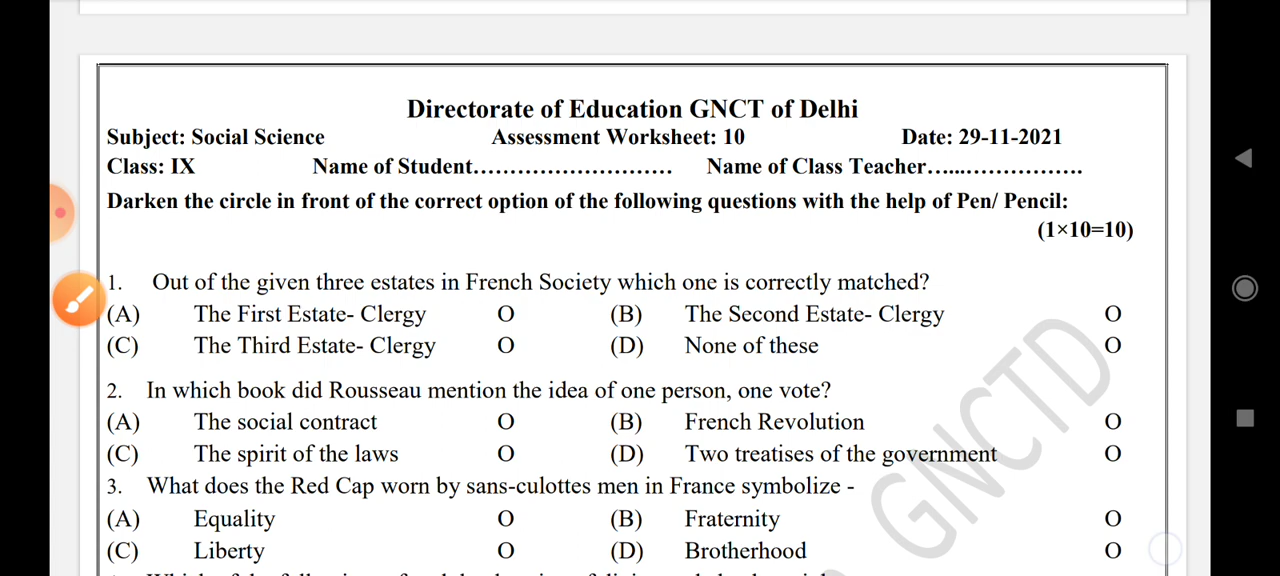 Directorate of Education GNCT of Delhi
Subject: Social Science Assessment Worksheet: 10 Date: 29-11-2021
Class: IX Name of Student........................... Name of Class Teacher.......................
Darken the circle in front of the correct option of the following questions with the help of Pen/ Pencil:
(1×10=10)
1. Out of the given three estates in French Society which one is correctly matched?
(A) The First Estate- Clergy O (B) The Second Estate- Clergy O
(C) The Third Estate- Clergy O (D) None of these O
2. In which book did Rousseau mention the idea of one person, one vote?
(A) The social contract O (B) French Revolution O
(C) The spirit of the laws O (D) Two treatises of the government O
3. What does the Red Cap worn by sans-culottes men in France symbolize -
(A) Equality O (B) Fraternity O
(C) Liberty O (D) Brotherhood O
GNCTD